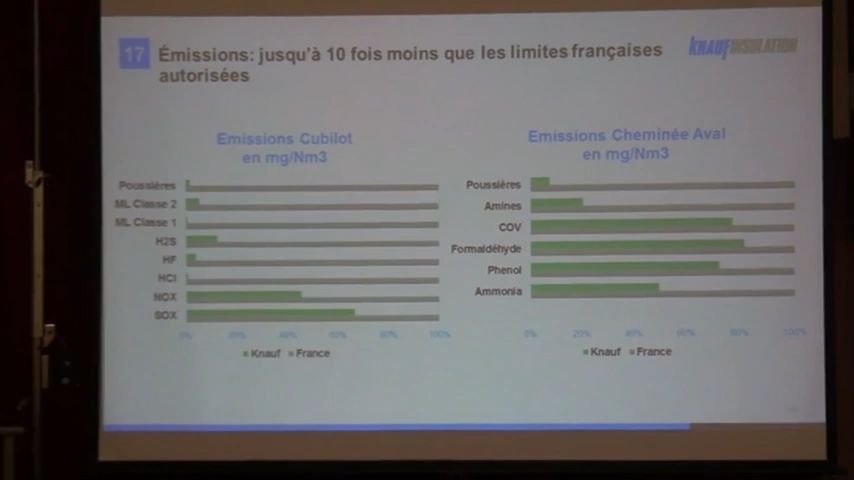 17
Émissions: jusqu'à 10 fois moins que les limites françaises
autorisées
KNAUFINSULATION
Emissions Cubilot
en mg/Nm3
Poussières
ML Classe 2
ML Classe 1
H2S
HF
HCl
NOX
SOX
0% 20% 40% 60% 80% 100%
Knauf France
Emissions Cheminée Aval
en mg/Nm3
Poussières
Amines
COV
Formaldéhyde
Phenol
Ammonia
0% 20% 40% 60% 80% 100%
Knauf France